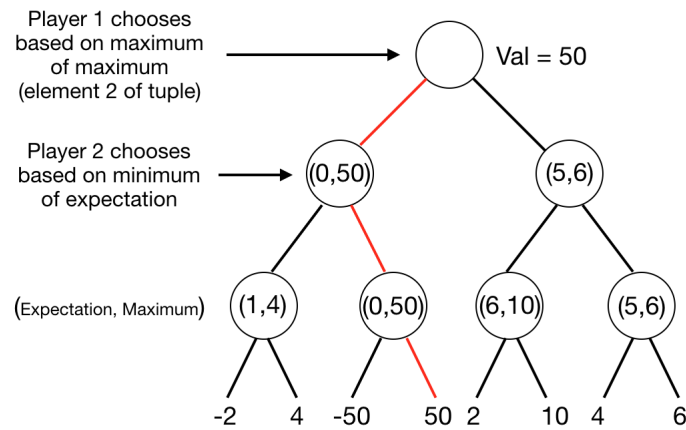 Player 1 chooses
based on maximum
of maximum
(element 2 of tuple)
Val = 50
Player 2 chooses
based on minimum
of expectation
(0,50)
(5,6)
(Expectation, Maximum)
(1,4)
(0,50)
(6,10)
(5,6)
-2 4 -50 50 2 10 4 6